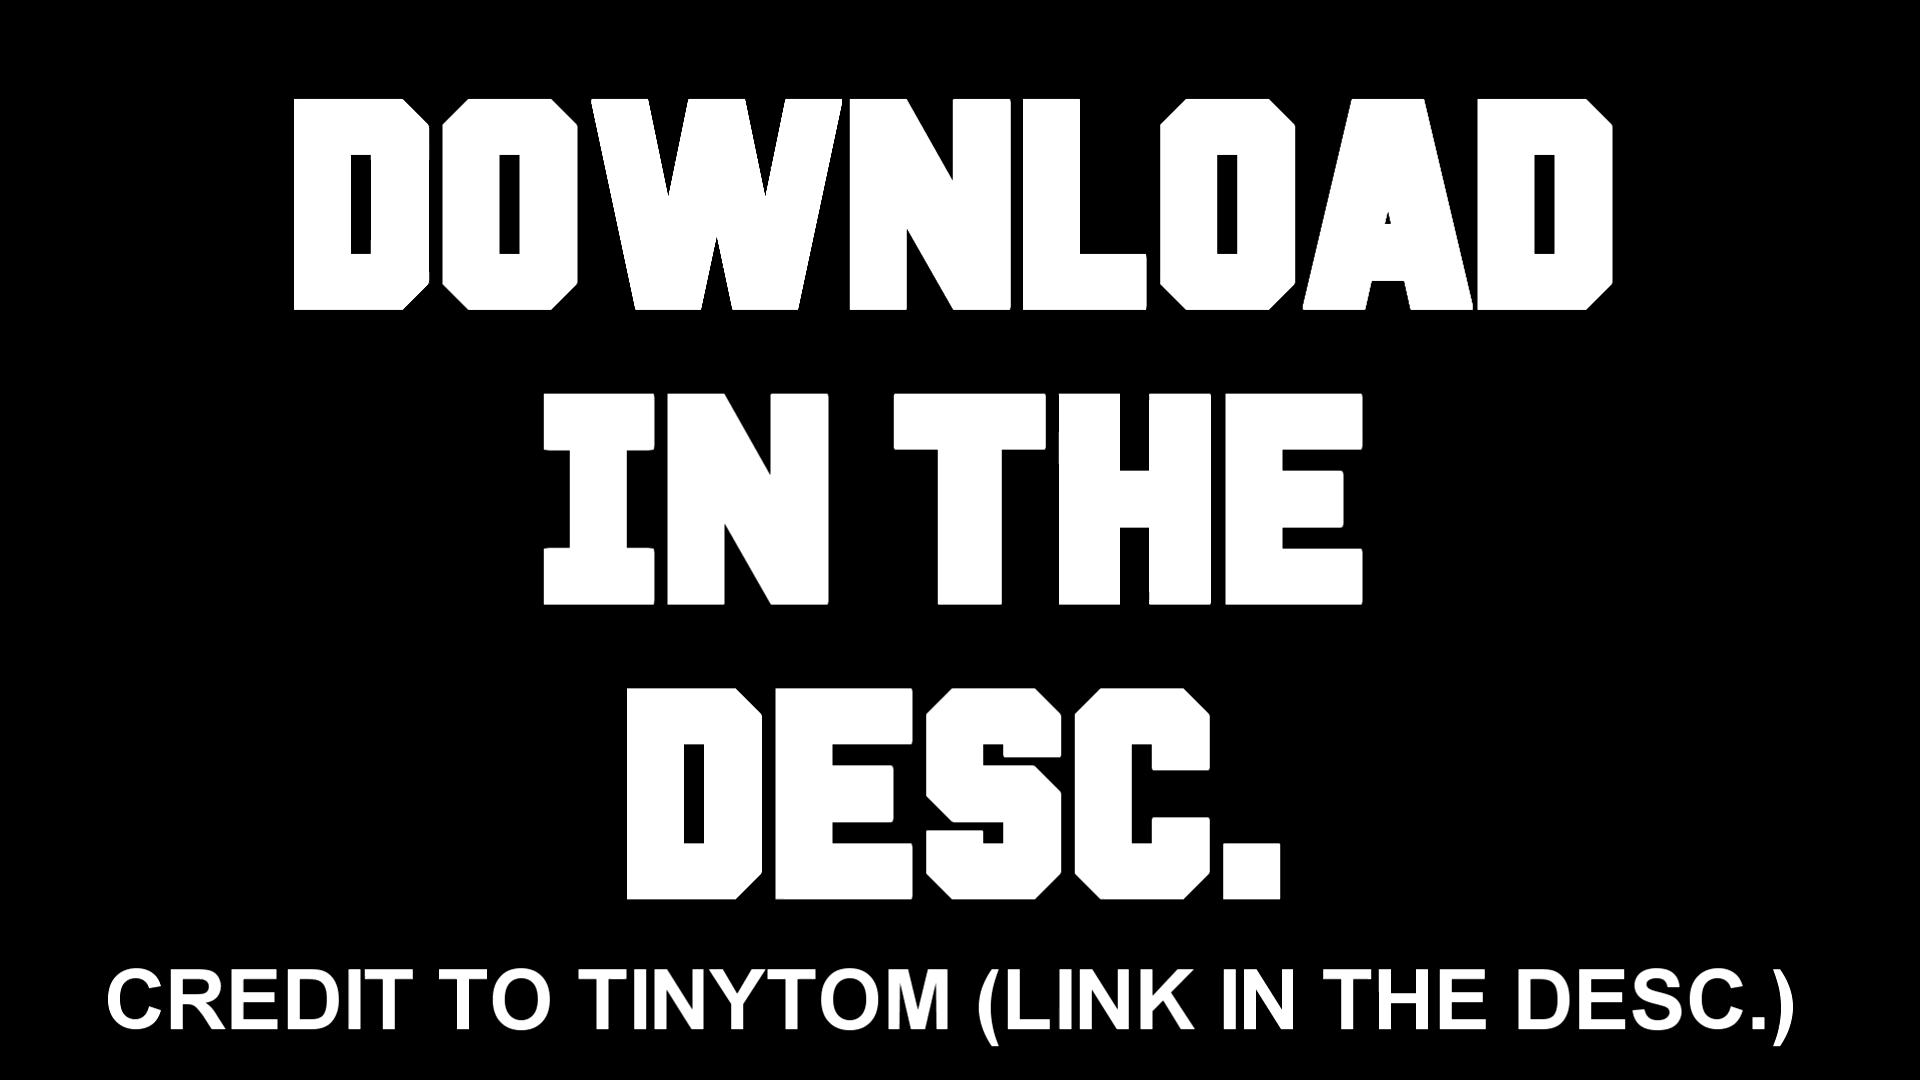 DOWNLOAD
IN THE
DESC.
CREDIT TO TINYTOM (LINK IN THE DESC.)